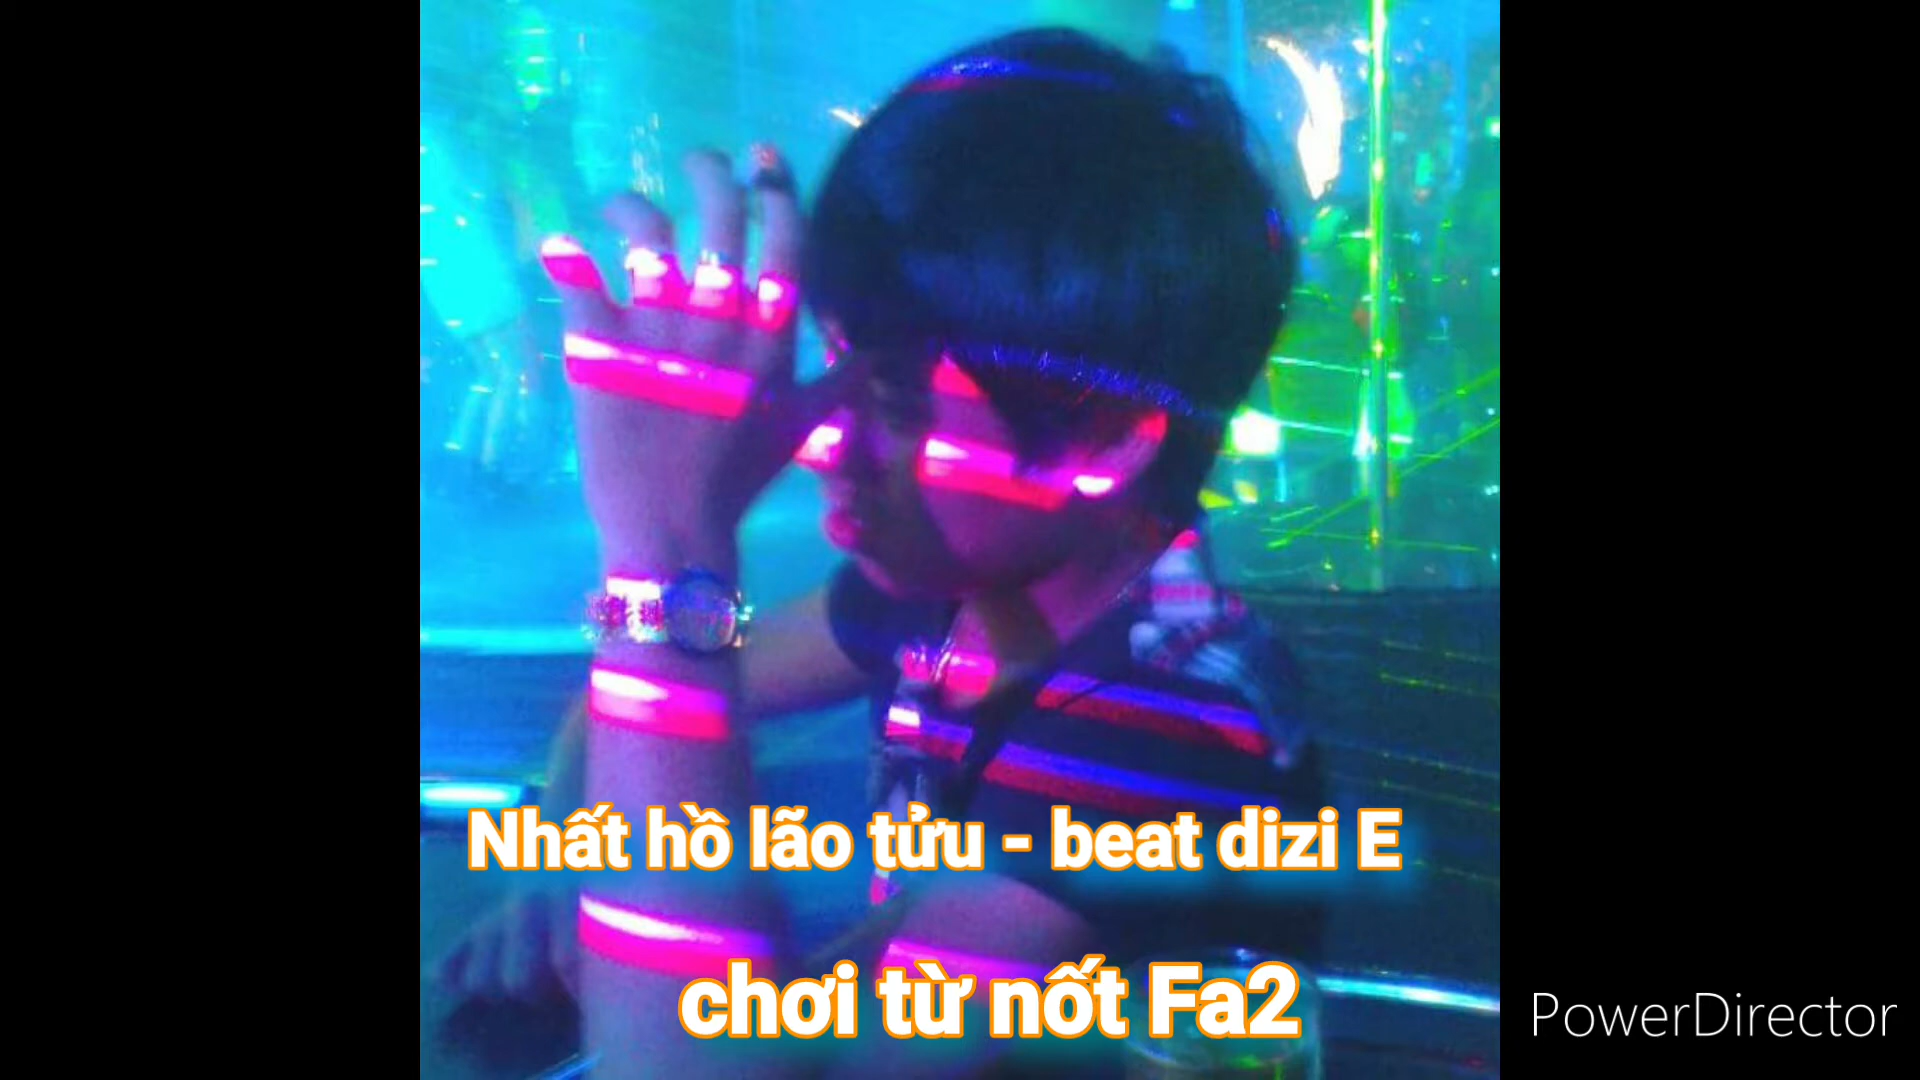 Nhất hồ lão tửu - beat dizi E
chơi từ nốt Fa2
PowerDirector